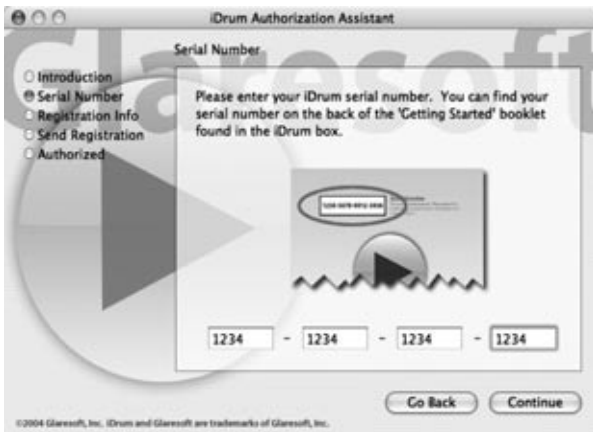 iDrum Authorization Assistant
Glaresoft
Serial Number
Introduction
Serial Number
Registration Info
Send Registration
Authorized
Please enter your iDrum serial number. You can find your
serial number on the back of the 'Getting Started' booklet
found in the iDrum box.
1234 - 1234 - 1234 - 1234
Go Back
Continue
©2004 Glaresoft, Inc. iDrum and Glaresoft are trademarks of Glaresoft, Inc.